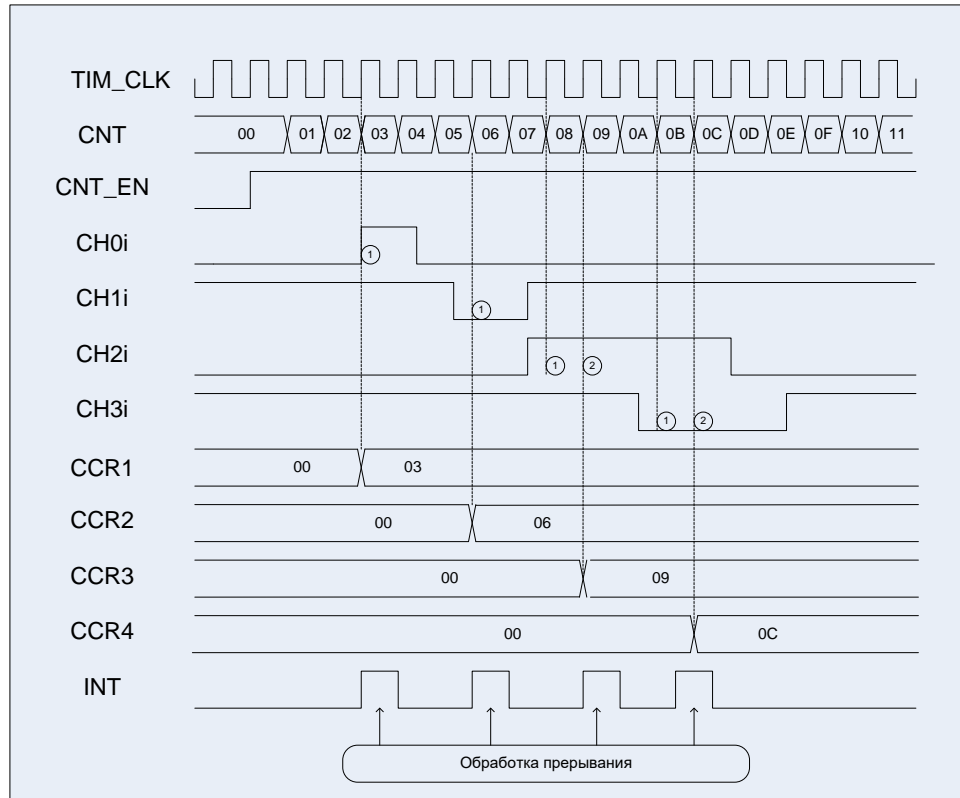 TIM_CLK
CNT 00 01 02 03 04 05 06 07 08 09 0A 0B 0C 0D 0E 0F 10 11
CNT_EN
CH0i 1
CH1i 1
CH2i 1 2
CH3i 1 2
CCR1 00 03
CCR2 00 06
CCR3 00 09
CCR4 00 0C
INT
Обработка прерывания